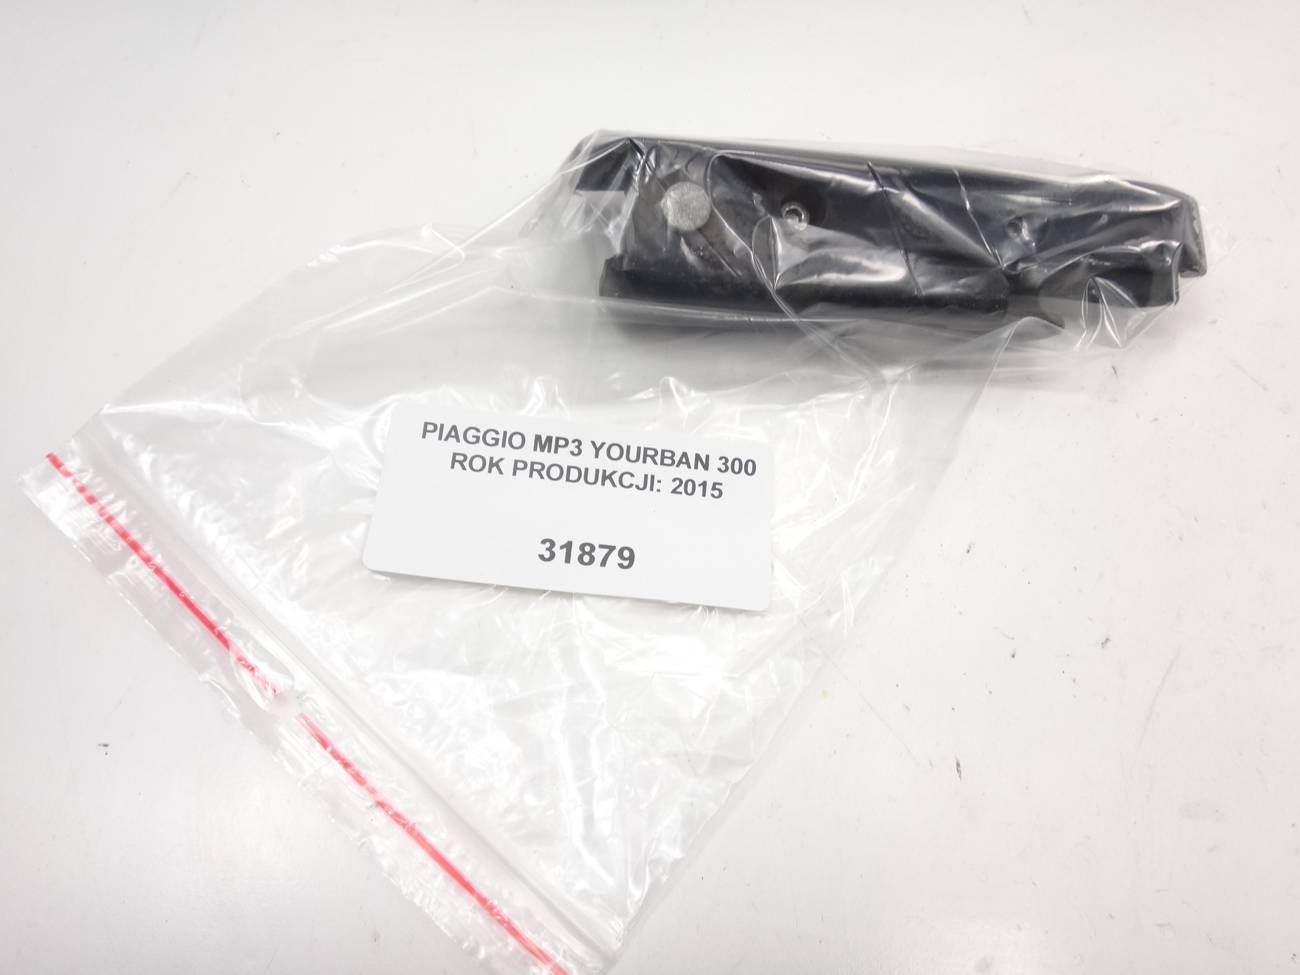 PIAGGIO MP3 YOURBAN 300
ROK PRODUKCJI: 2015
31879